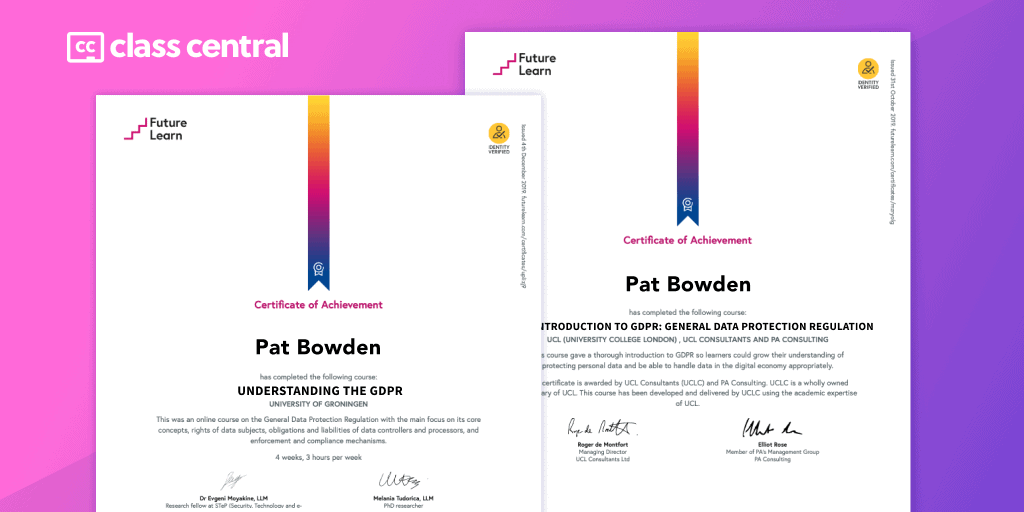 cc class central
Future
Learn
IDENTITY
VERIFIED
Issued 4th December 2019. futurelearn.com/certificates/
Certificate of Achievement
Pat Bowden
has completed the following course:
UNDERSTANDING THE GDPR
UNIVERSITY OF GRONINGEN
This was an online course on the General Data Protection Regulation with the main focus on its core
concepts, rights of data subjects, obligations and liabilities of data controllers and processors, and
enforcement and compliance mechanisms.
4 weeks, 3 hours per week
Dr Evgeni Moyakine, LLM
Research fellow at STeP (Security, Technology and e-
Melania Tudorica, LLM
PhD researcher
Future
Learn
IDENTITY
VERIFIED
Issued 31st October 2019. futurelearn.com/certificates/
Certificate of Achievement
Pat Bowden
has completed the following course:
NTRODUCTION TO GDPR: GENERAL DATA PROTECTION REGULATION
UCL (UNIVERSITY COLLEGE LONDON) , UCL CONSULTANTS AND PA CONSULTING
s course gave a thorough introduction to GDPR so learners could grow their understanding of
protecting personal data and be able to handle data in the digital economy appropriately.
certificate is awarded by UCL Consultants (UCLC) and PA Consulting. UCLC is a wholly owned
ary of UCL. This course has been developed and delivered by UCLC using the academic expertise
of UCL.
Roger de Montfort
Managing Director
UCL Consultants Ltd
Elliot Rose
Member of PA's Management Group
PA Consulting